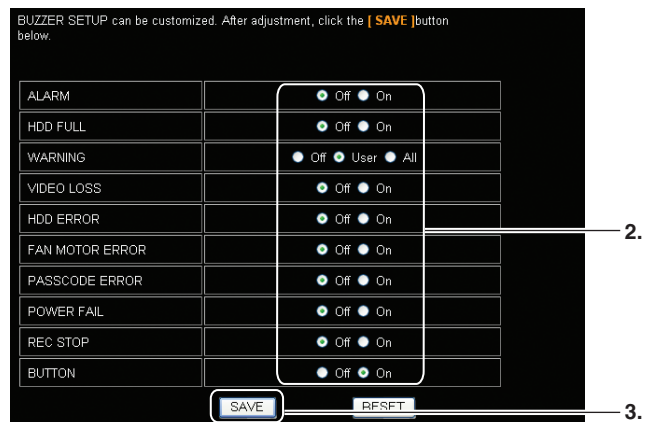 BUZZER SETUP can be customized. After adjustment, click the [ SAVE ]button
below.
ALARM Off On
HDD FULL Off On
WARNING Off User All
VIDEO LOSS Off On
HDD ERROR Off On
2.
FAN MOTOR ERROR Off On
PASSCODE ERROR Off On
POWER FAIL Off On
REC STOP Off On
BUTTON Off On
SAVE RESET 3.